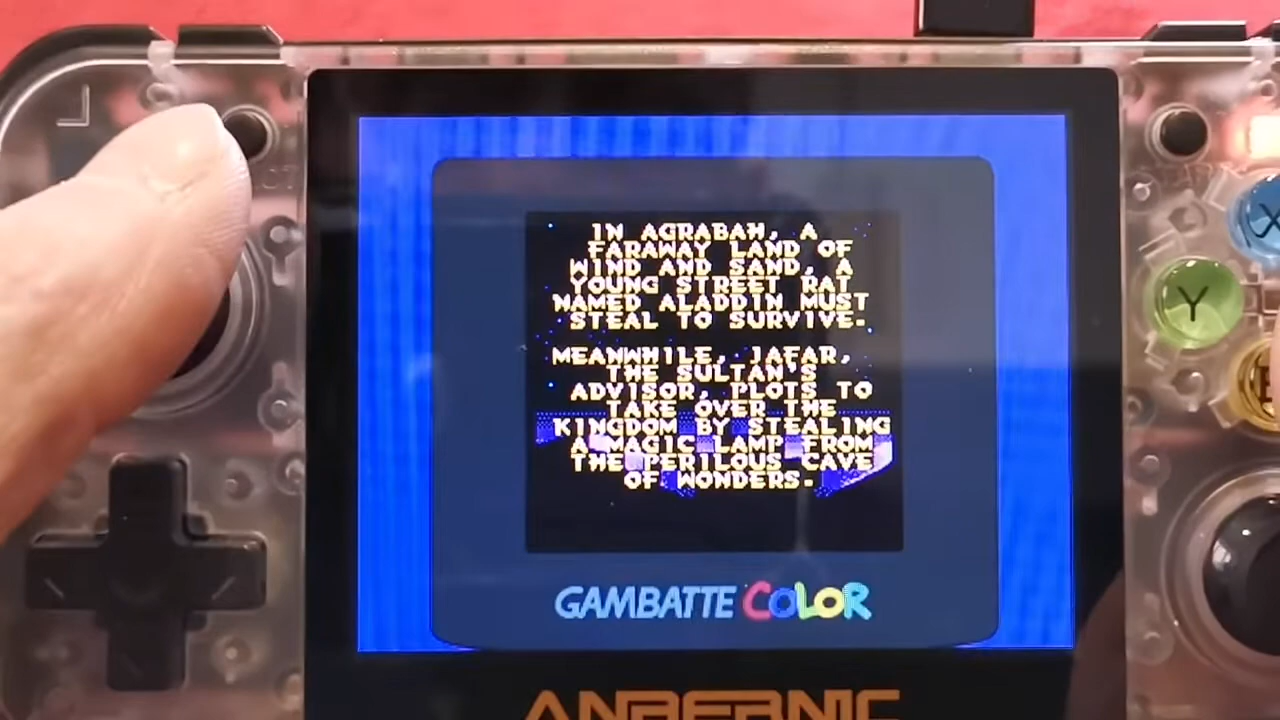 L
X
Y
IN AGRABAH, A
FARAWAY LAND OF
WIND AND SAND, A
YOUNG STREET RAT
NAMED ALADDIN MUST
STEAL TO SURVIVE.
MEANWHILE, JAFAR,
THE SULTAN'S
ADVISOR, PLOTS TO
TAKE OVER THE
KINGDOM BY STEALING
A MAGIC LAMP FROM
THE PERILOUS CAVE
OF WONDERS.
GAMBATTE COLOR
ANBERNIC